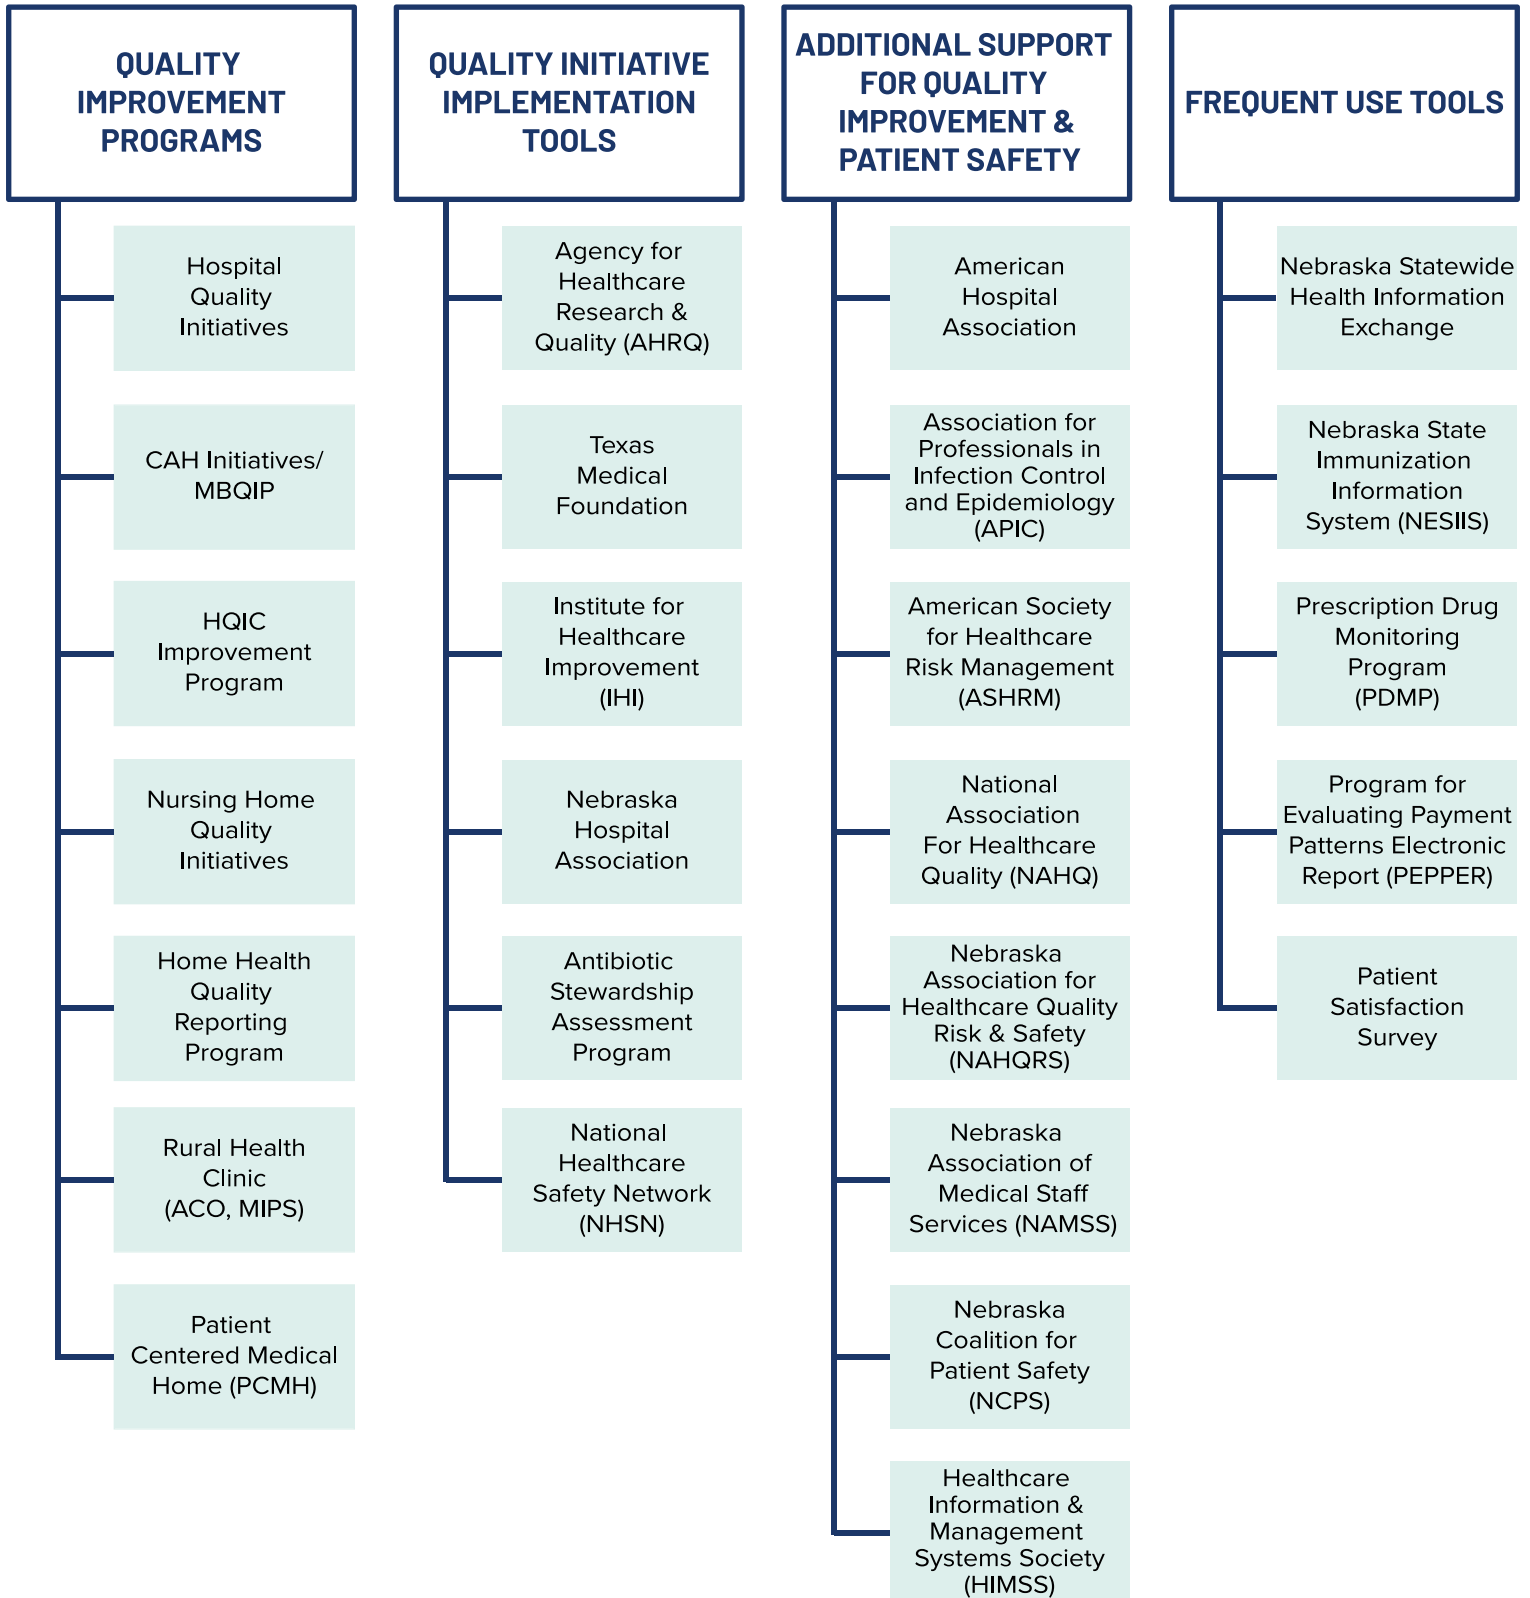 QUALITY
IMPROVEMENT
PROGRAMS
Hospital
Quality
Initiatives
CAH Initiatives/
MBQIP
HQIC
Improvement
Program
Nursing Home
Quality
Initiatives
Home Health
Quality
Reporting
Program
Rural Health
Clinic
(ACO, MIPS)
Patient
Centered Medical
Home (PCMH)
QUALITY INITIATIVE
IMPLEMENTATION
TOOLS
Agency for
Healthcare
Research &
Quality (AHRQ)
Texas
Medical
Foundation
Institute for
Healthcare
Improvement
(IHI)
Nebraska
Hospital
Association
Antibiotic
Stewardship
Assessment
Program
National
Healthcare
Safety Network
(NHSN)
ADDITIONAL SUPPORT
FOR QUALITY
IMPROVEMENT &
PATIENT SAFETY
American
Hospital
Association
Association for
Professionals in
Infection Control
and Epidemiology
(APIC)
American Society
for Healthcare
Risk Management
(ASHRM)
National
Association
For Healthcare
Quality (NAHQ)
Nebraska
Association for
Healthcare Quality
Risk & Safety
(NAHQRS)
Nebraska
Association of
Medical Staff
Services (NAMSS)
Nebraska
Coalition for
Patient Safety
(NCPS)
Healthcare
Information &
Management
Systems Society
(HIMSS)
FREQUENT USE TOOLS
Nebraska Statewide
Health Information
Exchange
Nebraska State
Immunization
Information
System (NESIIS)
Prescription Drug
Monitoring
Program
(PDMP)
Program for
Evaluating Payment
Patterns Electronic
Report (PEPPER)
Patient
Satisfaction
Survey